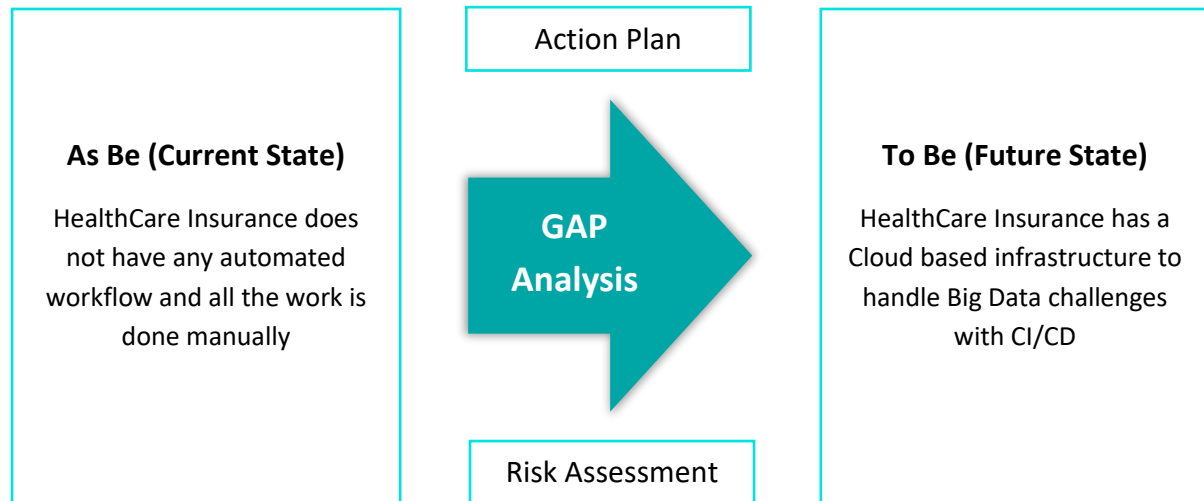 As Be (Current State)
HealthCare Insurance does
not have any automated
workflow and all the work is
done manually
Action Plan
GAP
Analysis
Risk Assessment
To Be (Future State)
HealthCare Insurance has a
Cloud based infrastructure to
handle Big Data challenges
with CI/CD